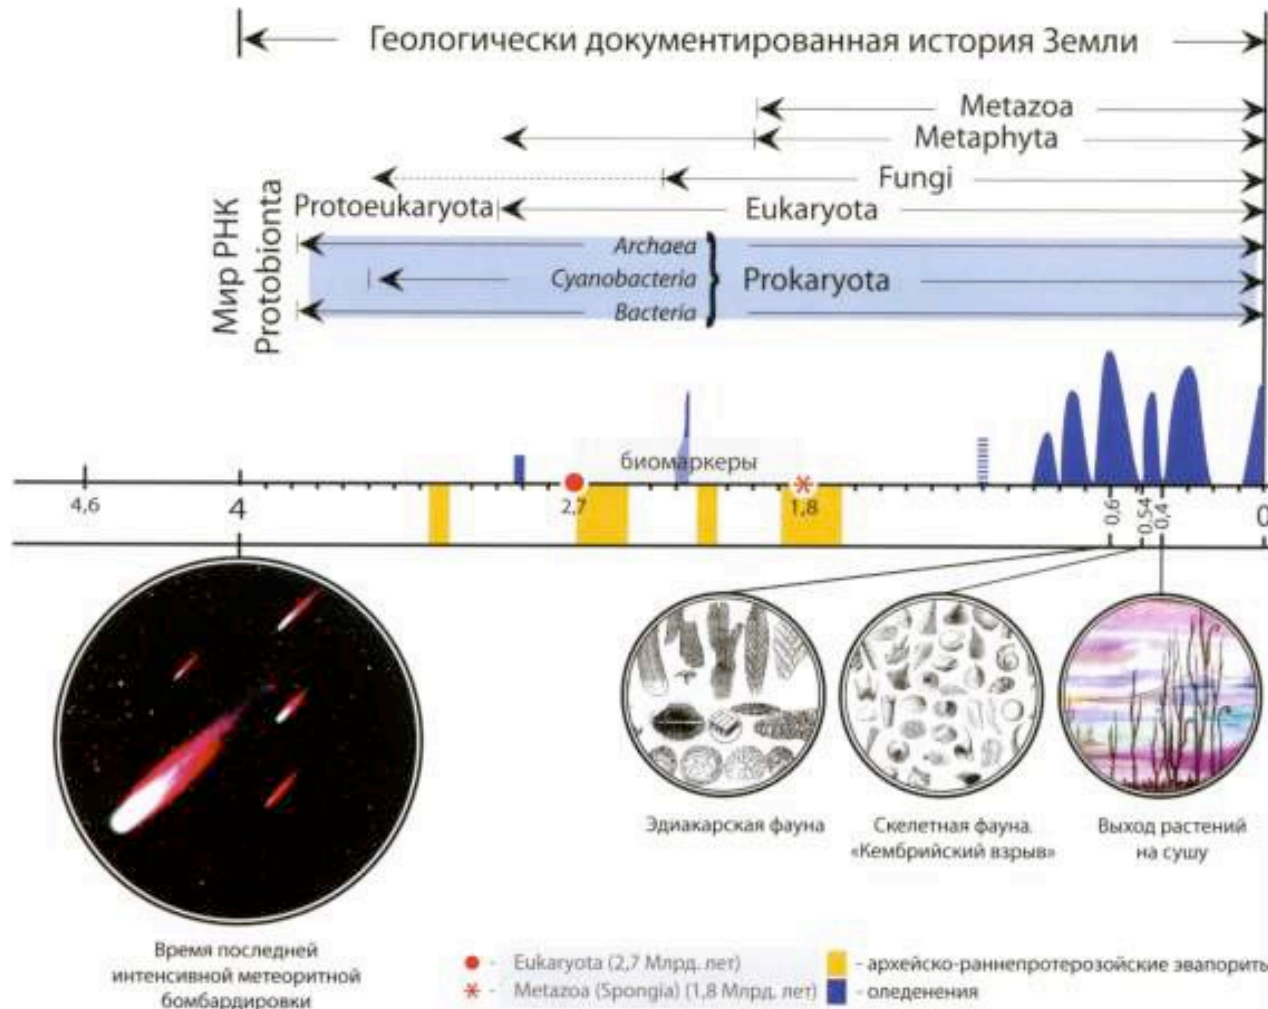 Геологически документированная история Земли
Metazoa
Metaphyta
Fungi
Protoeukaryota
Eukaryota
Мир РНК
Protobionta
Archaea
Cyanobacteria
Prokaryota
Bacteria
биомаркеры
4,6
4
2,7
1,8
0,6
0,54
0,4
0
Эдиакарская фауна
Скелетная фауна.
«Кембрийский взрыв»
Выход растений
на сушу
Время последней
интенсивной метеоритной
бомбардировки
- Eukaryota (2,7 Млрд. лет)
- Metazoa (Spongia) (1,8 Млрд. лет)
- архейско-раннепротерозойские эвапориты
- оледенения